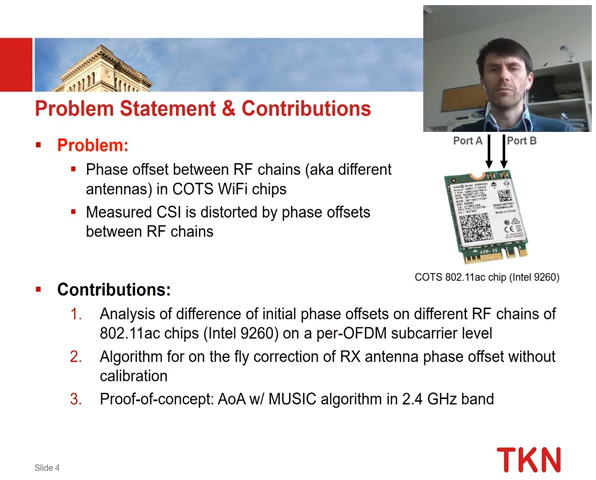 Problem Statement & Contributions
Problem:
Phase offset between RF chains (aka different
antennas) in COTS WiFi chips
Measured CSI is distorted by phase offsets
between RF chains
Port A
Port B
COTS 802.11ac chip (Intel 9260)
Contributions:
1. Analysis of difference of initial phase offsets on different RF chains of
802.11ac chips (Intel 9260) on a per-OFDM subcarrier level
2. Algorithm for on the fly correction of RX antenna phase offset without
calibration
3. Proof-of-concept: AoA w/ MUSIC algorithm in 2.4 GHz band
Slide 4
TKN